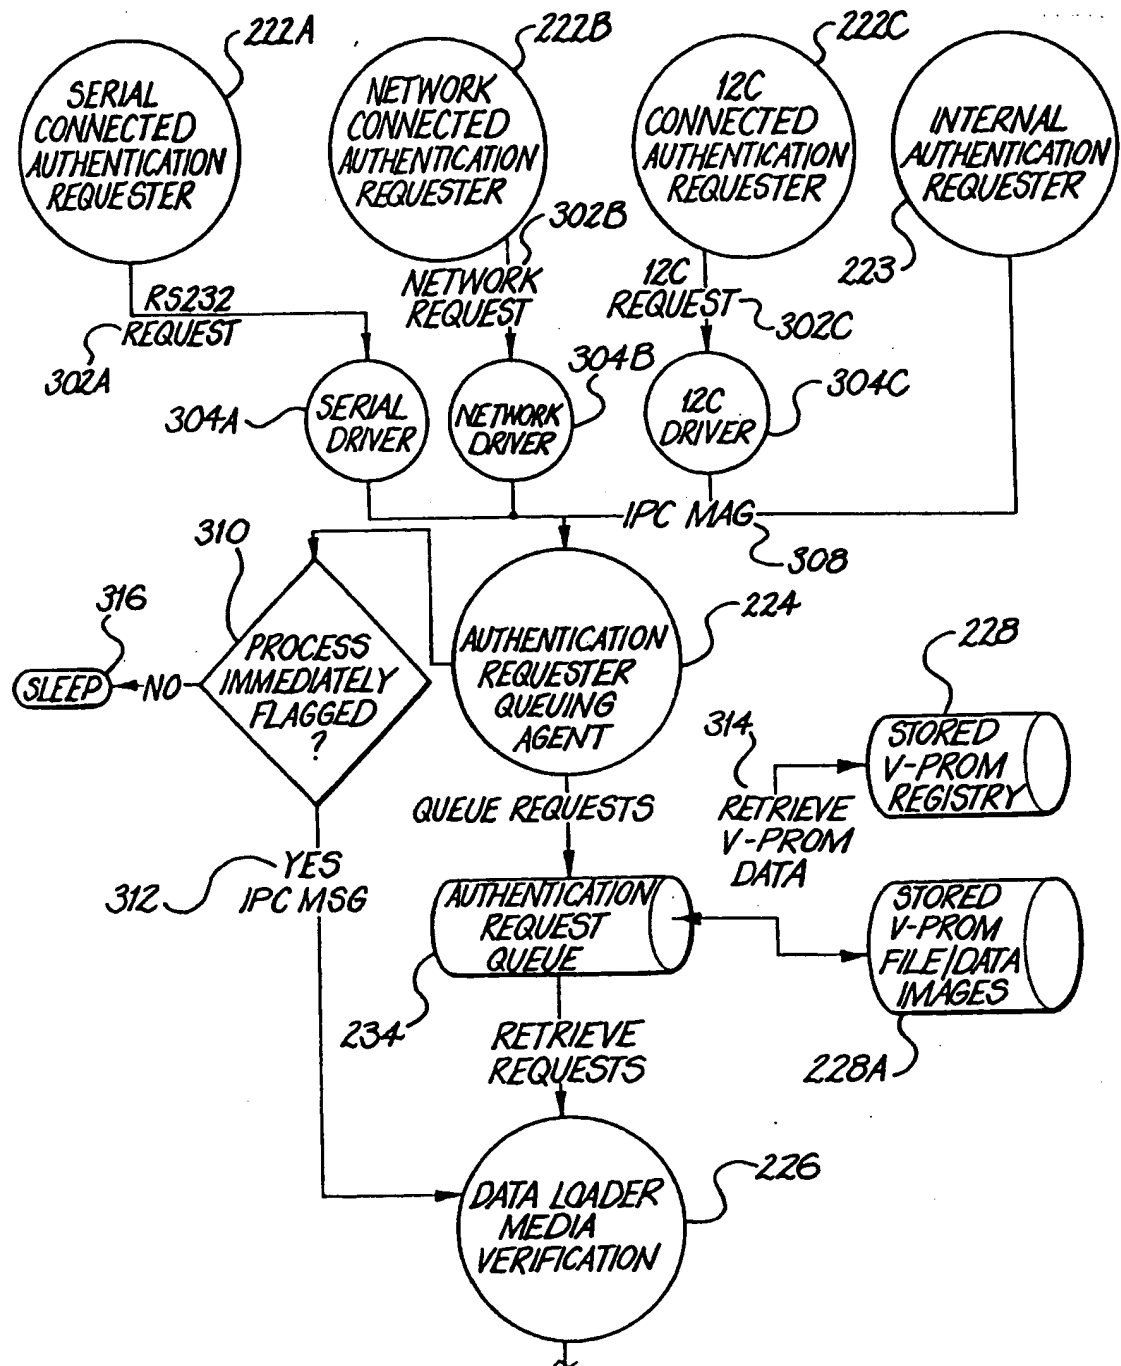 222A
222B
222C
SERIAL
CONNECTED
AUTHENTICATION
REQUESTER
NETWORK
CONNECTED
AUTHENTICATION
REQUESTER
12C
CONNECTED
AUTHENTICATION
REQUESTER
INTERNAL
AUTHENTICATION
REQUESTER
223
RS232
REQUEST
302A
302B
NETWORK
REQUEST
12C
REQUEST
302C
304A
SERIAL
DRIVER
NETWORK
DRIVER
304B
12C
DRIVER
304C
IPC MAG
308
310
316
SLEEP
NO
PROCESS
IMMEDIATELY
FLAGGED
?
AUTHENTICATION
REQUESTER
QUEUING
AGENT
224
228
STORED
V-PROM
REGISTRY
314
RETRIEVE
V-PROM
DATA
QUEUE REQUESTS
312
YES
IPC MSG
AUTHENTICATION
REQUEST
QUEUE
234
STORED
V-PROM
FILE/DATA
IMAGES
228A
RETRIEVE
REQUESTS
DATA LOADER
MEDIA
VERIFICATION
226